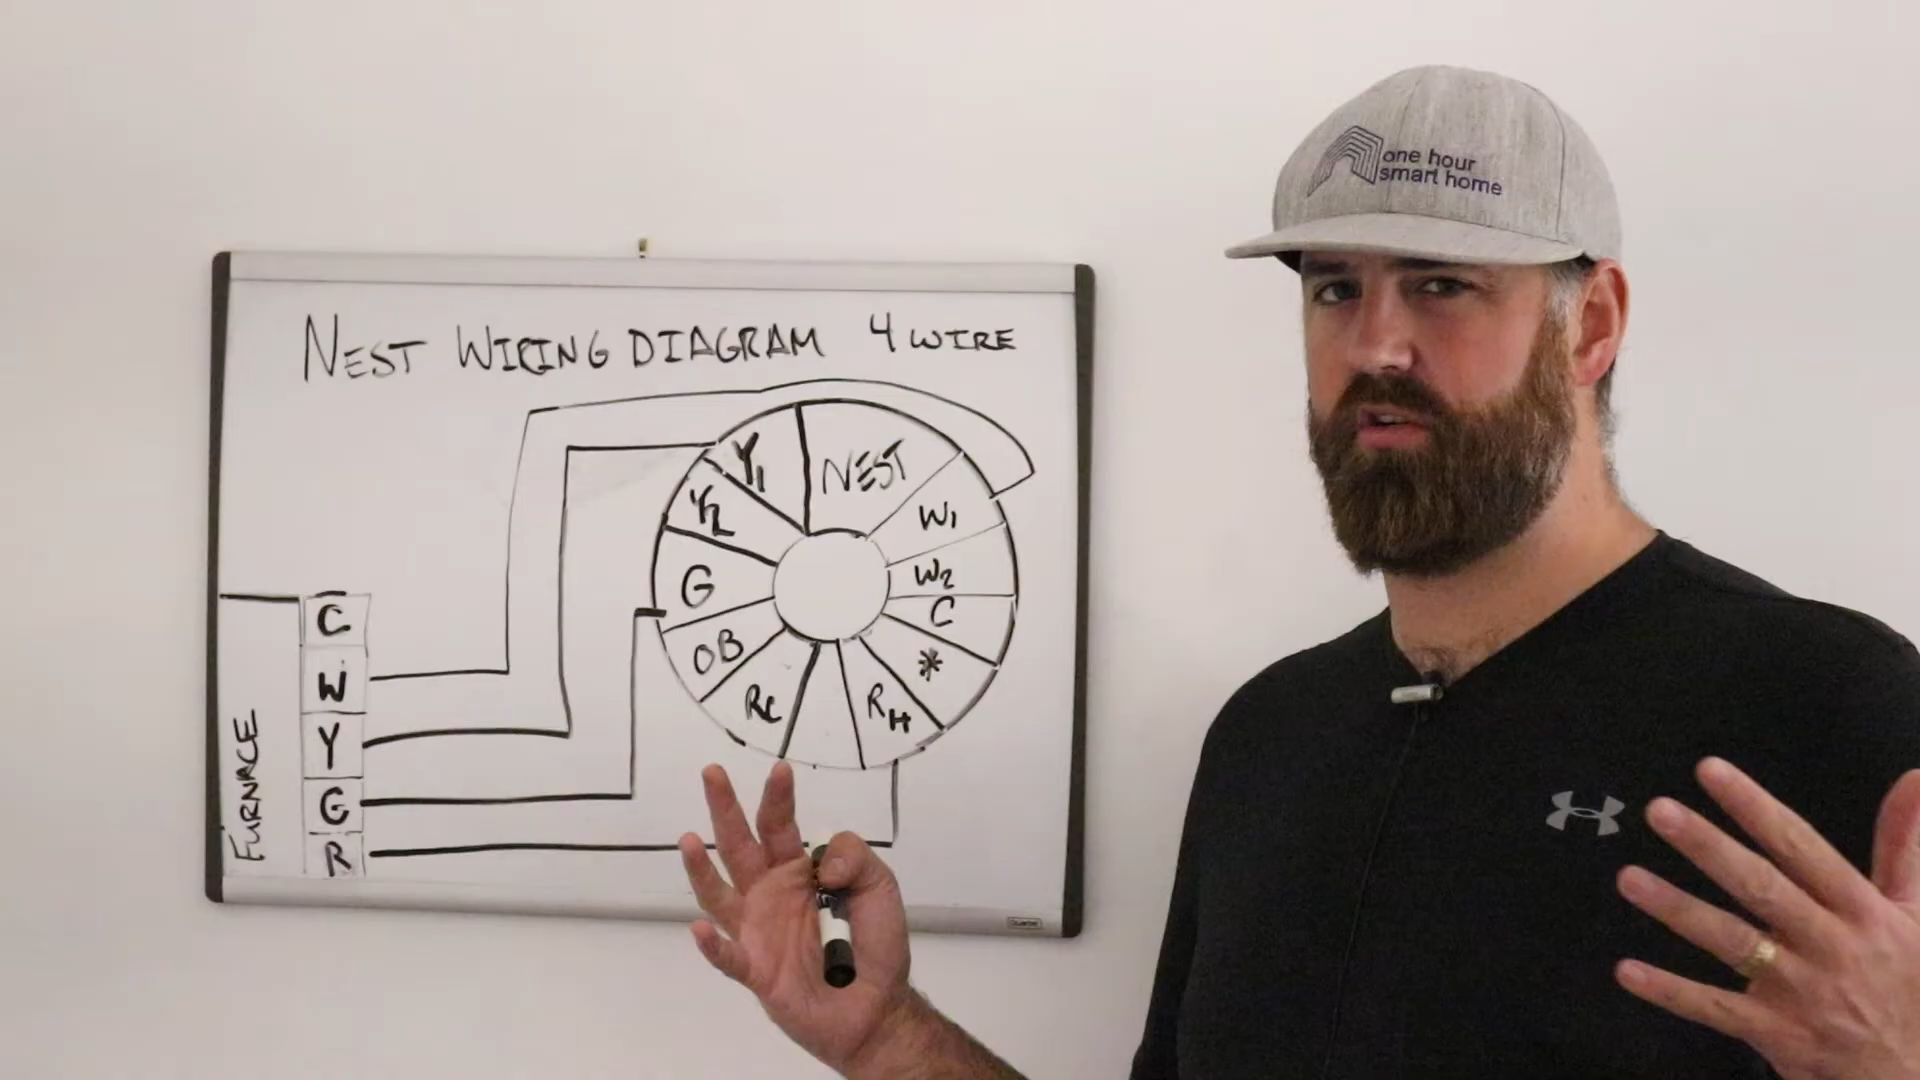 one hour
smart home
NEST WIRING DIAGRAM 4 WIRE
Y1
NEST
Y2
W1
G
W2
C
OB
*
RC
RH
C
W
Y
G
R
FURNACE